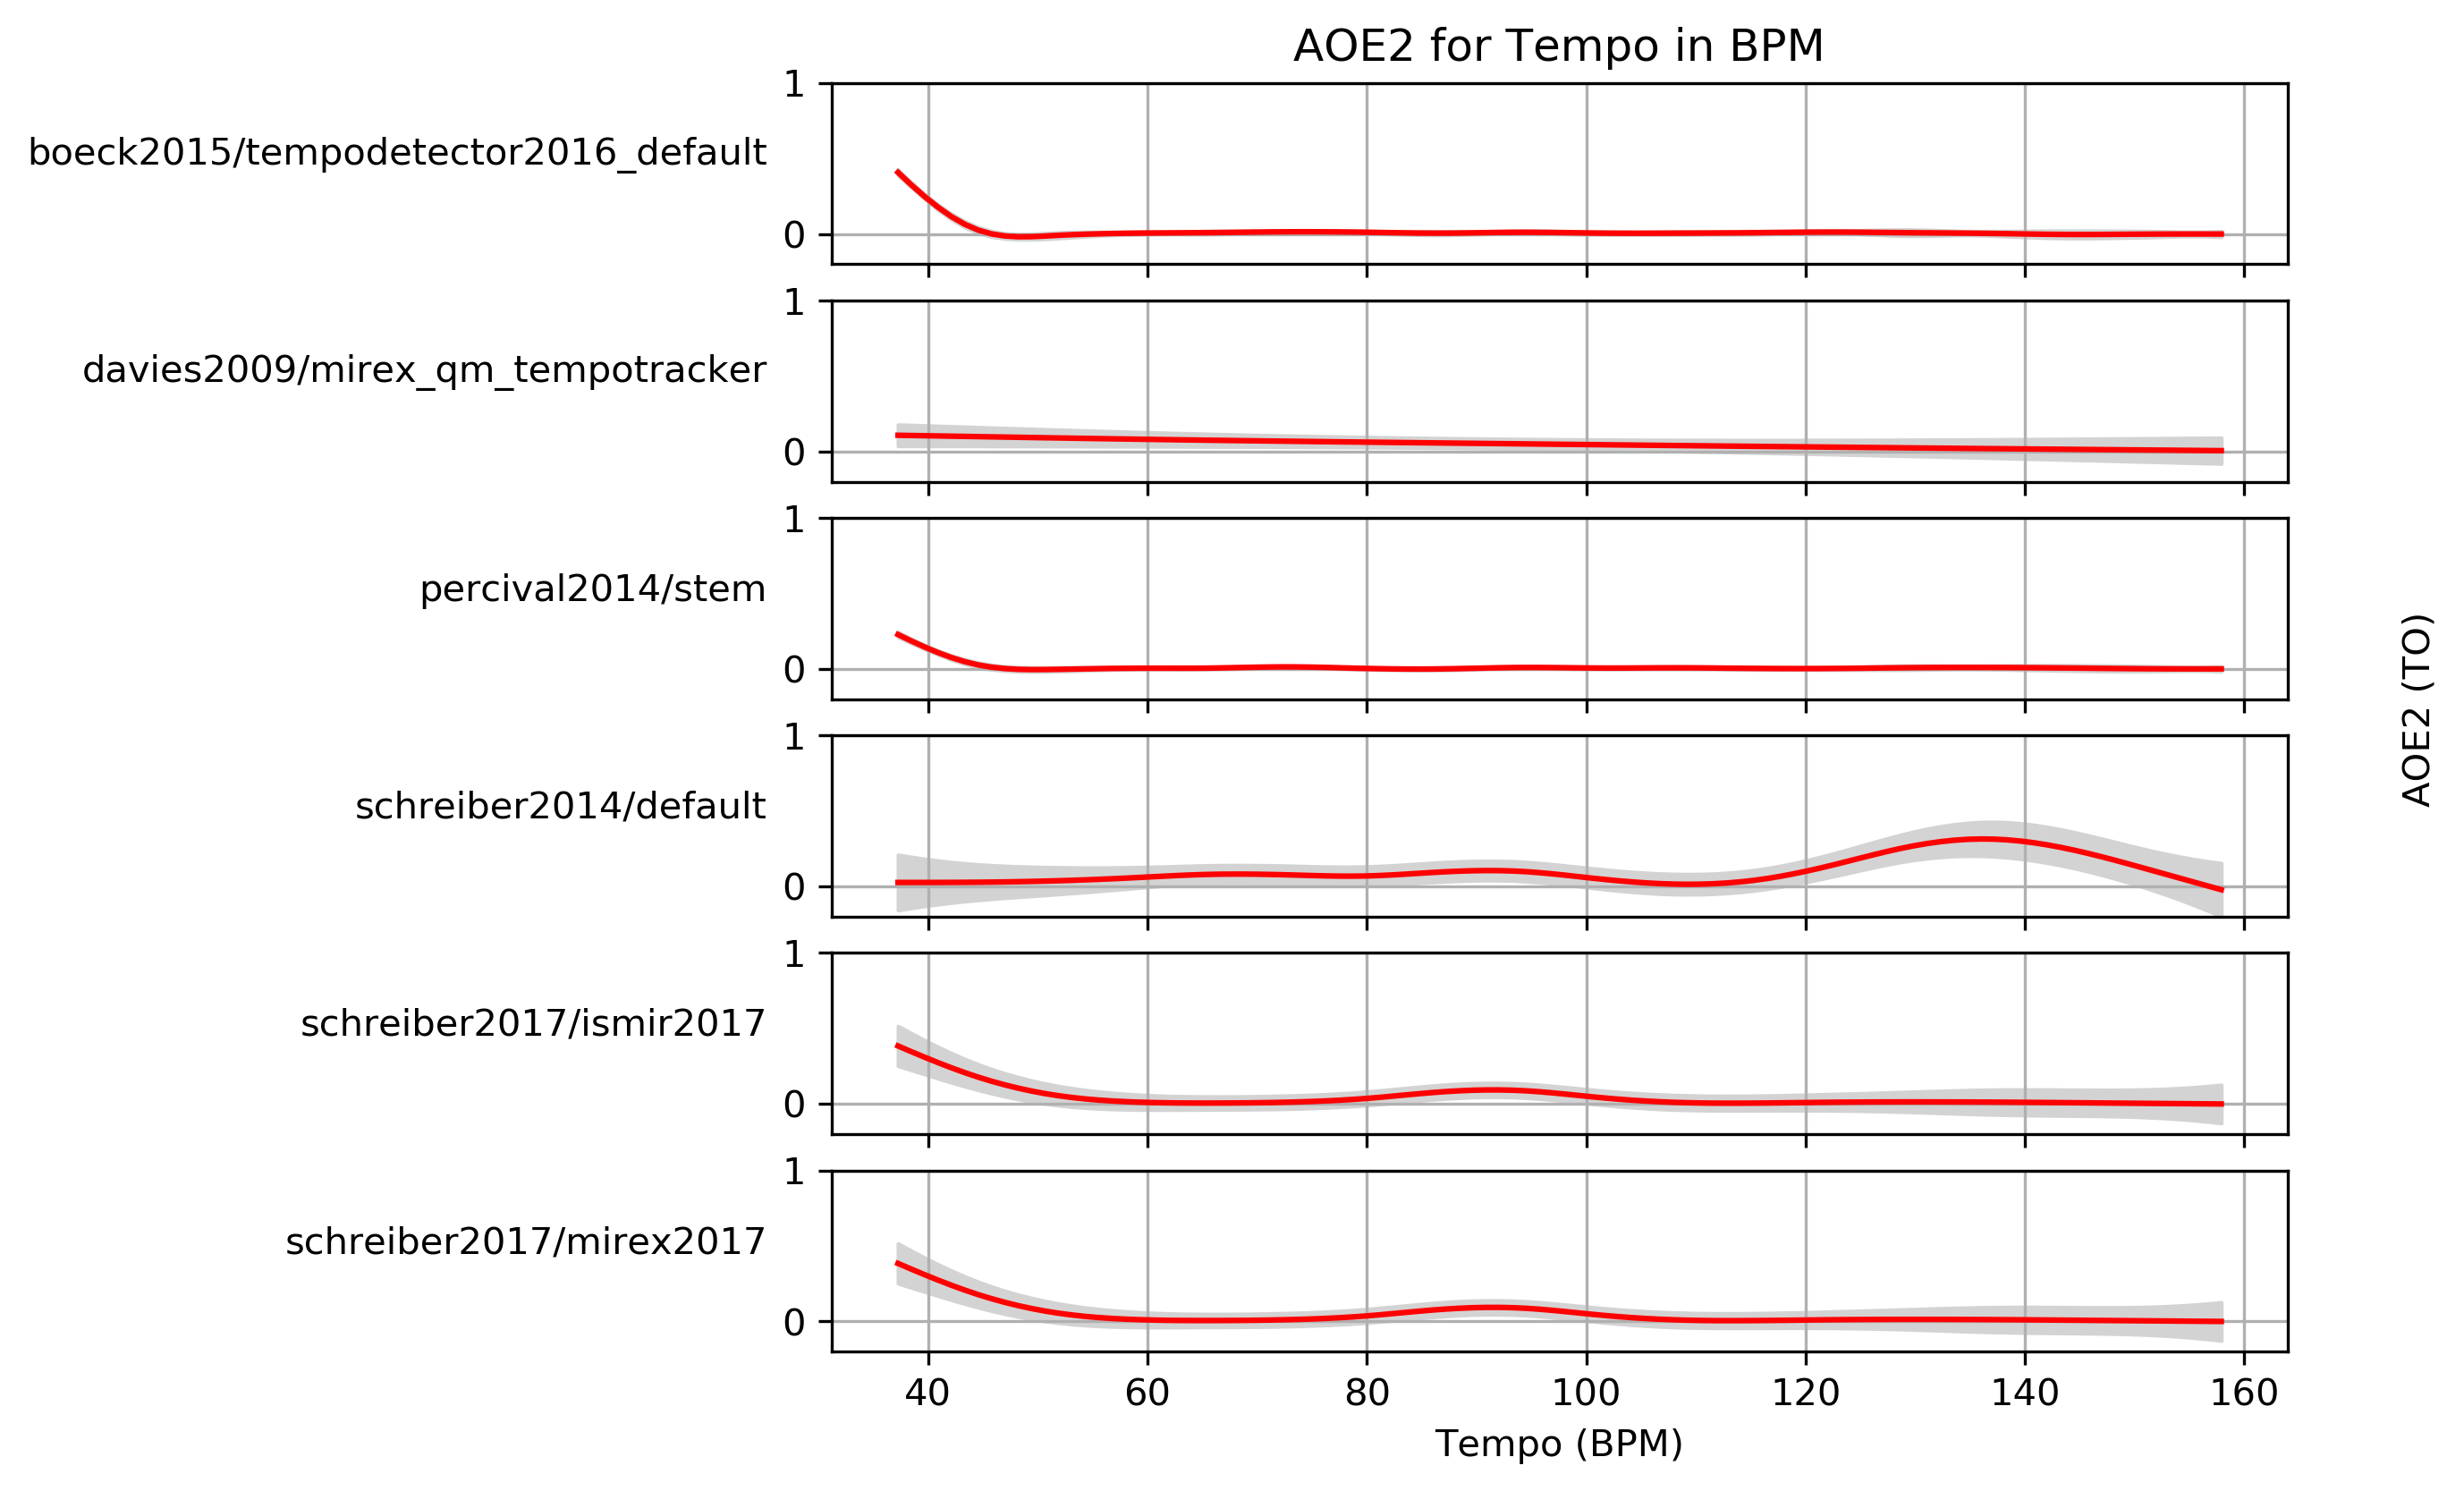 AOE2 for Tempo in BPM
1
boeck2015/tempodetector2016_default
0
1
davies2009/mirex_qm_tempotracker
0
1
percival2014/stem
0
1
schreiber2014/default
0
1
schreiber2017/ismir2017
0
1
schreiber2017/mirex2017
0
40 60 80 100 120 140 160
Tempo (BPM)
AOE2 (TO)